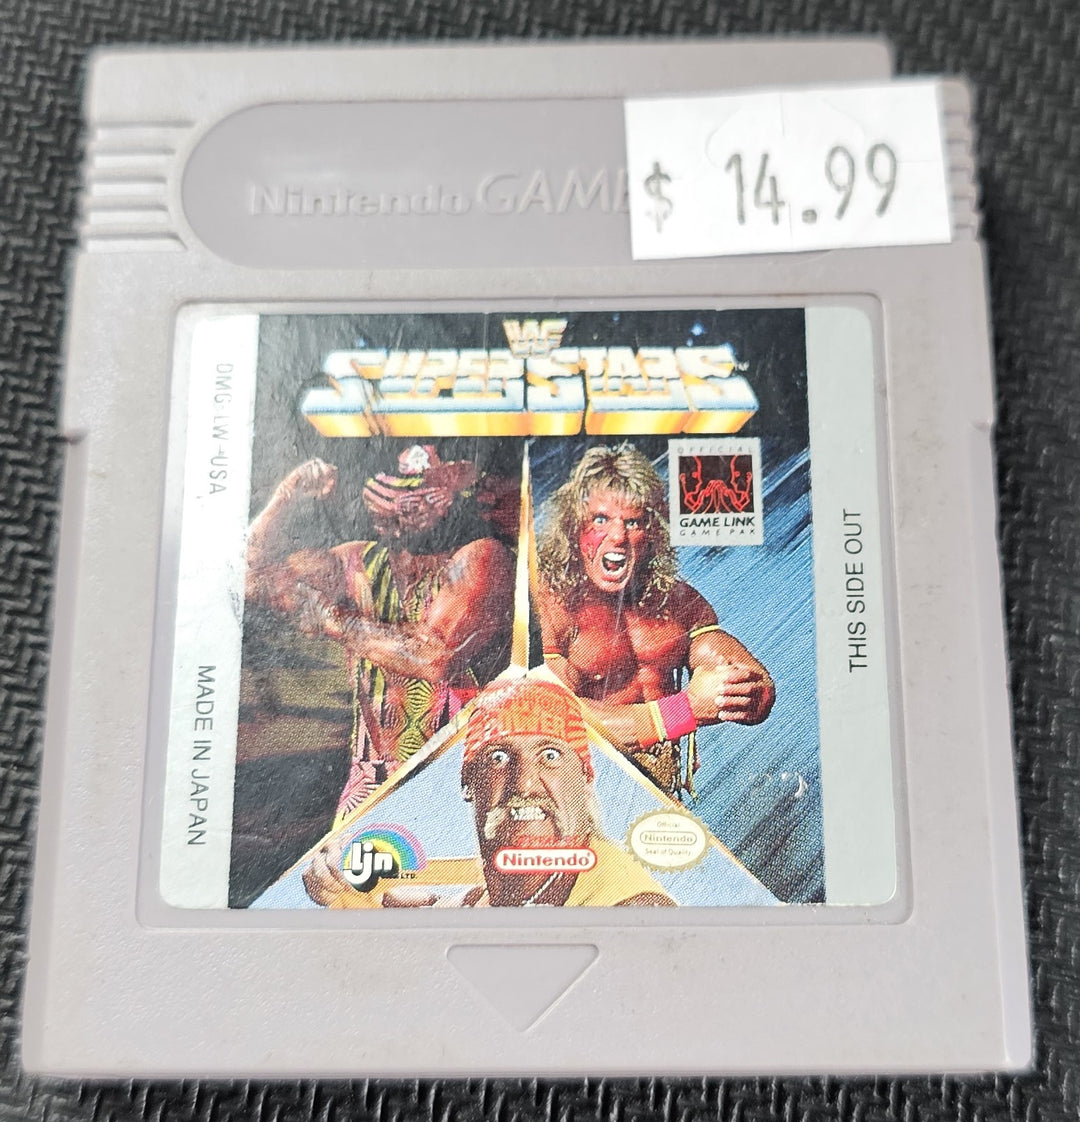 Nintendo GAME
$ 14.99
WF
SUPERSTARS™
DMG-LW-USA
MADE IN JAPAN
OFFICIAL
GAME LINK
GAME PAK
THIS SIDE OUT
ljn LTD.
Nintendo®
Official
Nintendo
Seal of Quality